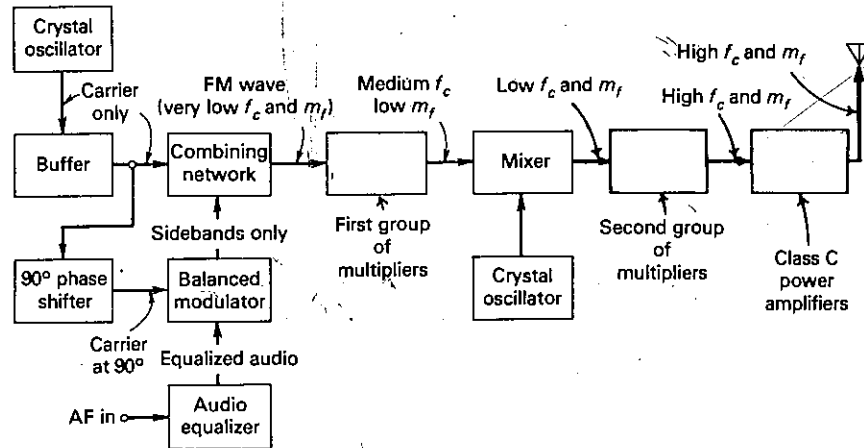 Crystal
oscillator
Carrier
only
Buffer
90° phase
shifter
Carrier
at 90°
FM wave
(very low f_c and m_f)
Combining
network
Sidebands only
Balanced
modulator
Equalized audio
AF in
Audio
equalizer
Medium f_c
low m_f
First group
of
multipliers
Low f_c and m_f
Mixer
Crystal
oscillator
Second group
of
multipliers
High f_c and m_f
High f_c and m_f
Class C
power
amplifiers